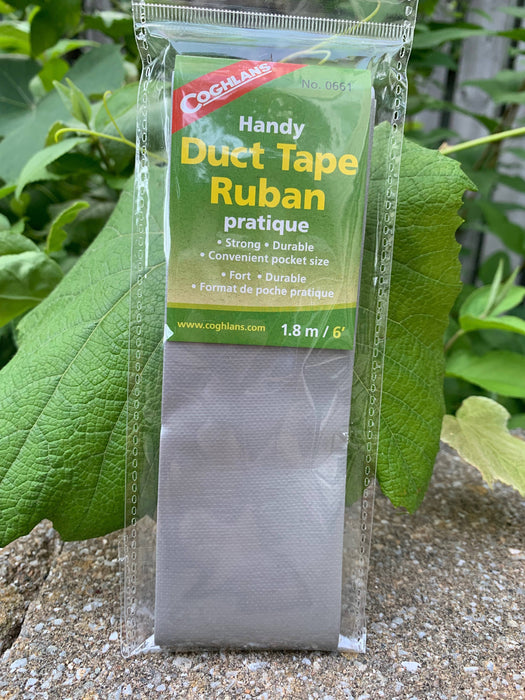 COGHLANS
No. 0661
Handy
Duct Tape
Ruban
pratique
• Strong • Durable
• Convenient pocket size
• Fort • Durable
• Format de poche pratique
www.coghlans.com 1.8 m / 6'